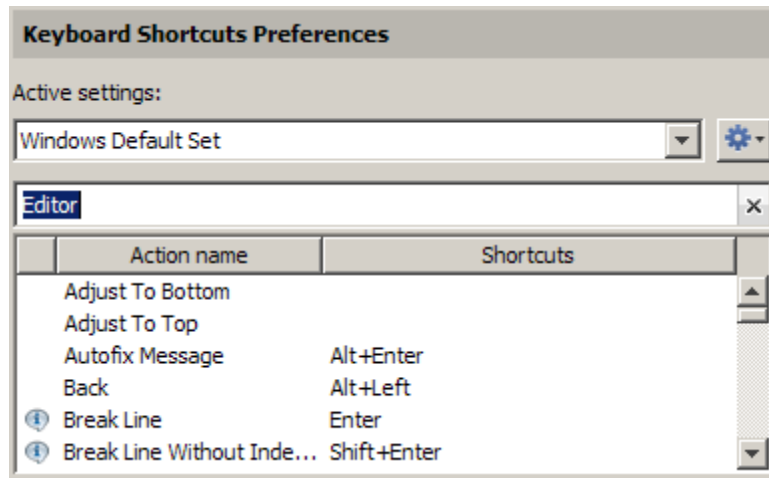 Keyboard Shortcuts Preferences
Active settings:
Windows Default Set
Editor
Action name Shortcuts
Adjust To Bottom
Adjust To Top
Autofix Message Alt+Enter
Back Alt+Left
Break Line Enter
Break Line Without Inde... Shift+Enter